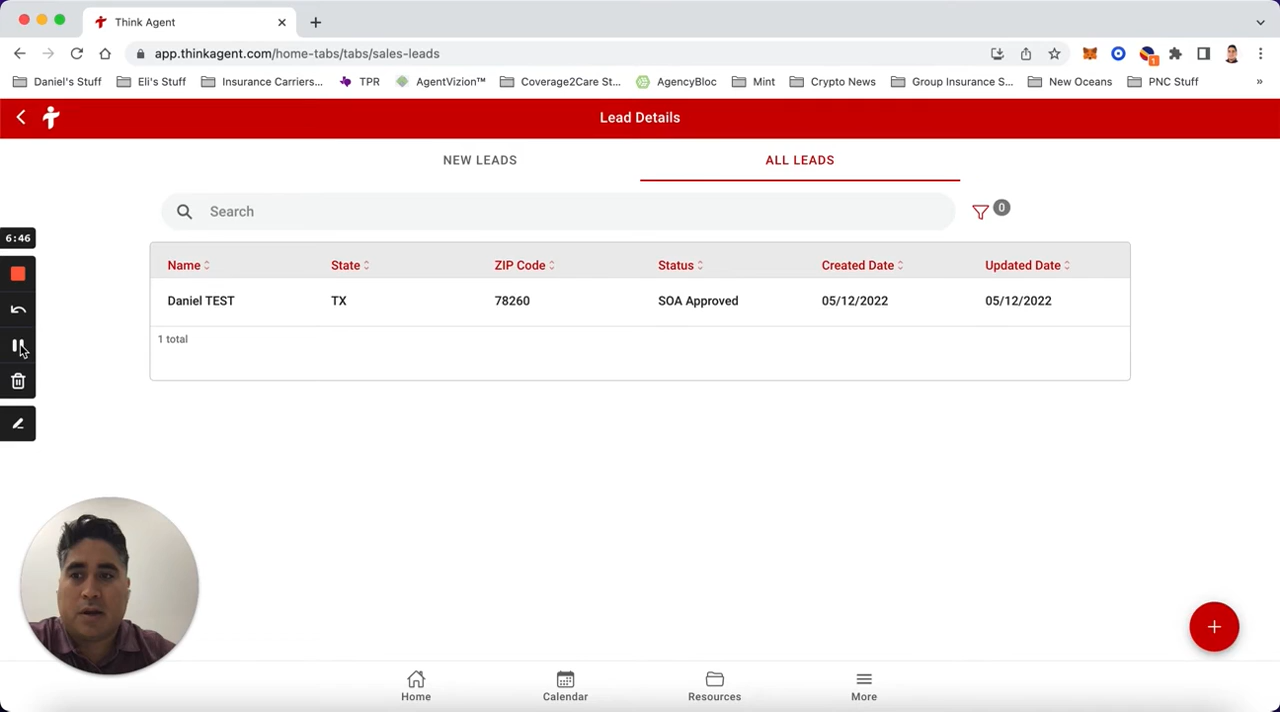 Think Agent
app.thinkagent.com/home-tabs/tabs/sales-leads
1
Daniel's Stuff Eli's Stuff Insurance Carriers... TPR AgentVizion™ Coverage2Care St... AgencyBloc Mint Crypto News Group Insurance S... New Oceans PNC Stuff »
Lead Details
NEW LEADS ALL LEADS
Search 0
6:46
Name State ZIP Code Status Created Date Updated Date
Daniel TEST TX 78260 SOA Approved 05/12/2022 05/12/2022
1 total
Home Calendar Resources More